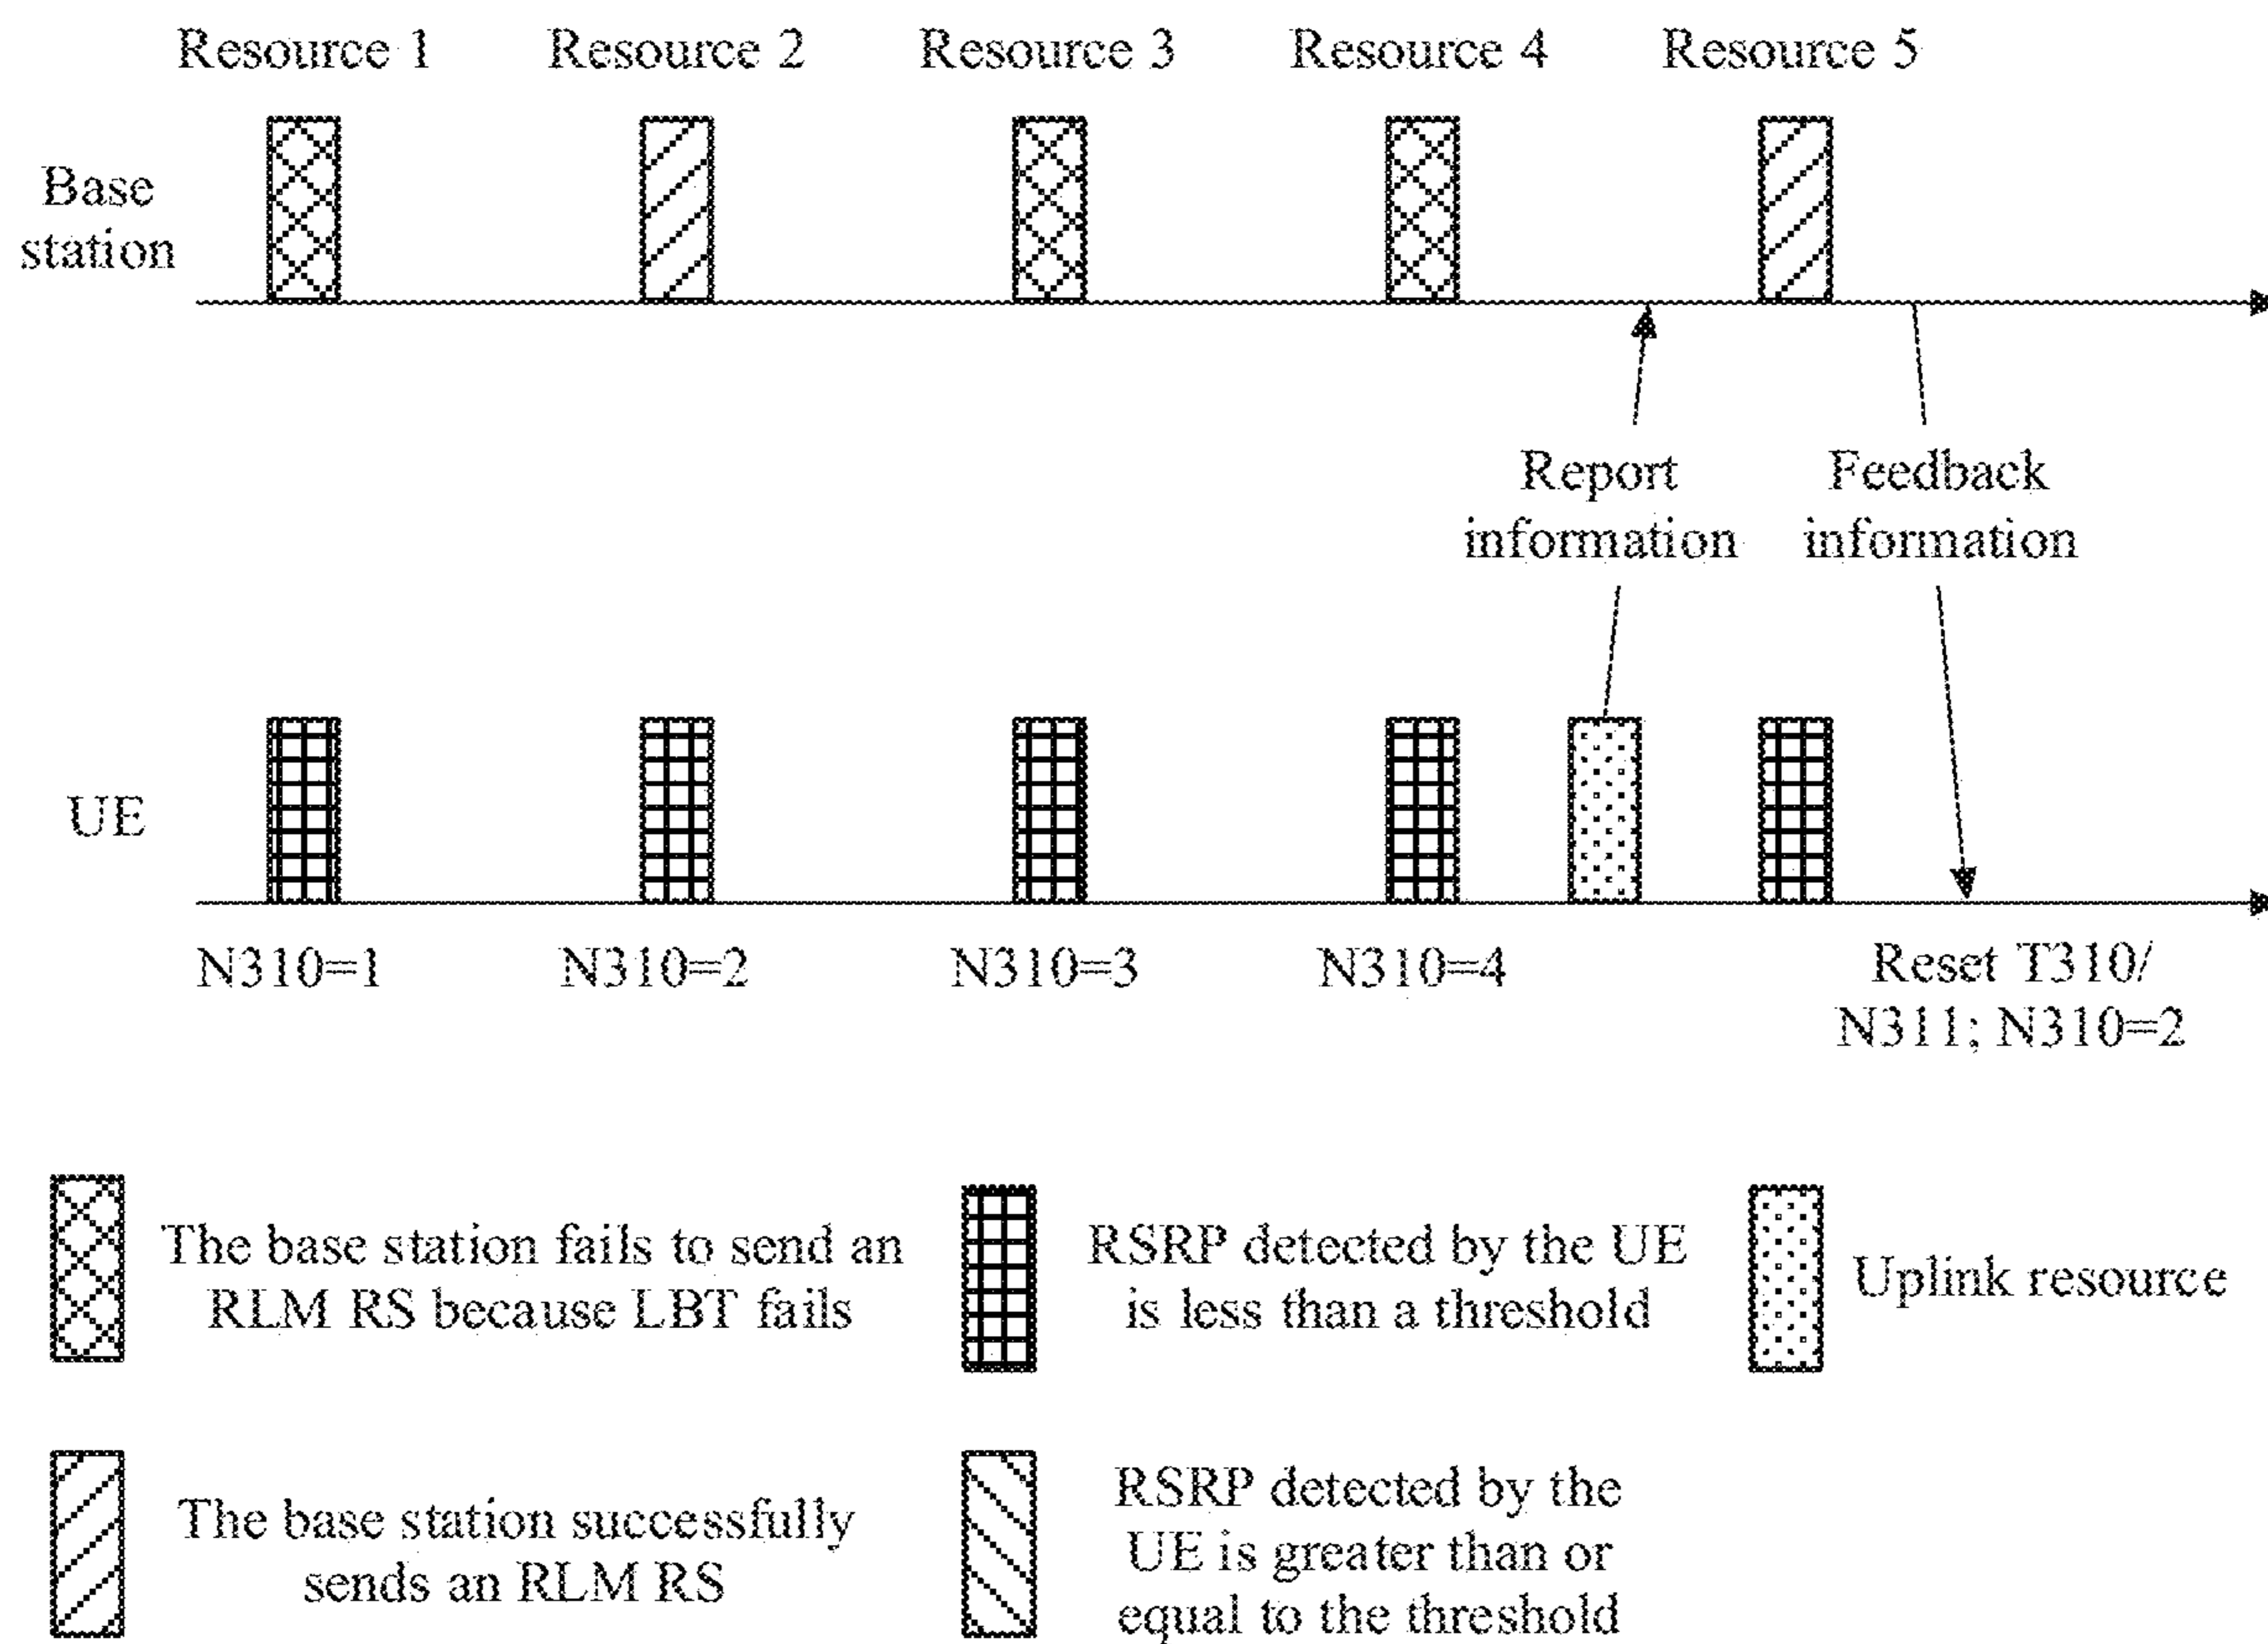 Resource 1
Resource 2
Resource 3
Resource 4
Resource 5
Base
station
Report
information
Feedback
information
UE
N310=1
N310=2
N310=3
N310=4
Reset T310/
N311; N310=2
The base station fails to send an
RLM RS because LBT fails
RSRP detected by the UE
is less than a threshold
Uplink resource
The base station successfully
sends an RLM RS
RSRP detected by the
UE is greater than or
equal to the threshold